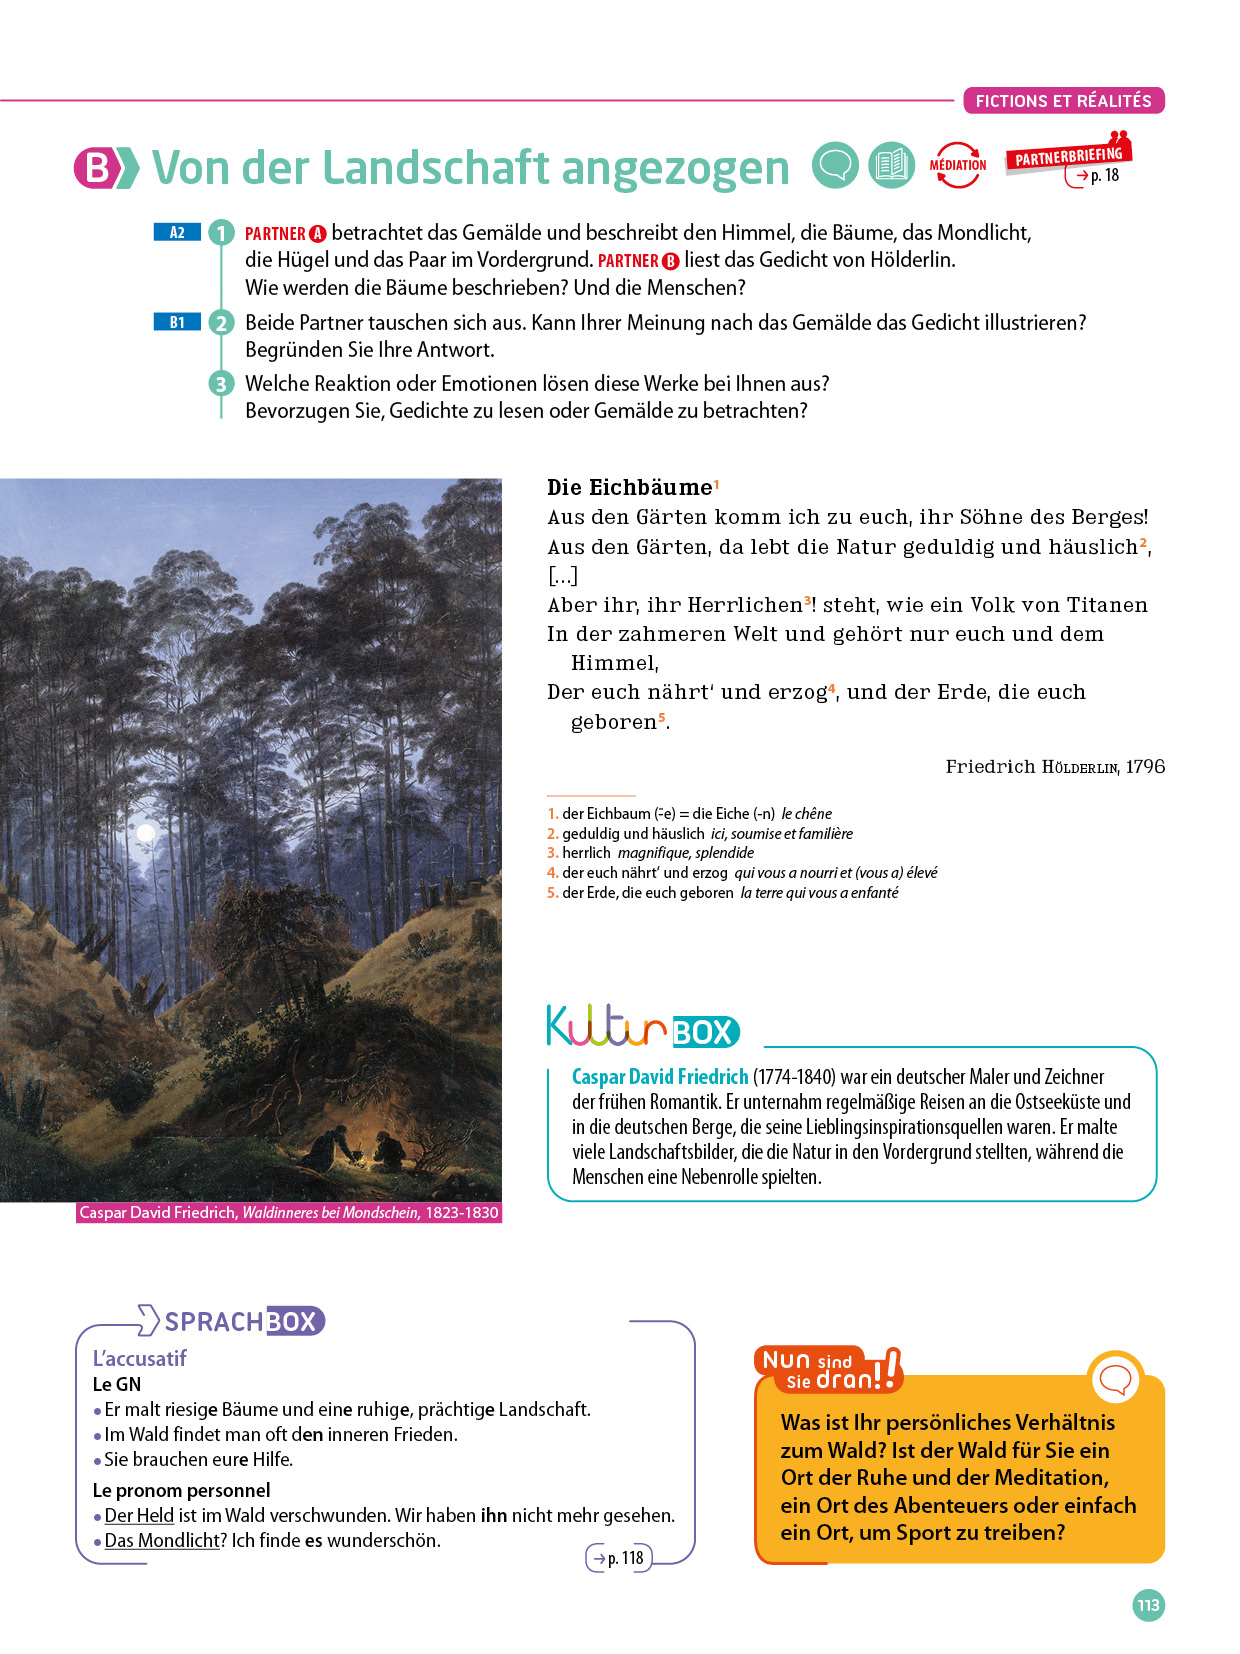 FICTIONS ET RÉALITÉS
B Von der Landschaft angezogen
MÉDIATION
PARTNERBRIEFING
→ p. 18
A2
1 PARTNER A betrachtet das Gemälde und beschreibt den Himmel, die Bäume, das Mondlicht,
die Hügel und das Paar im Vordergrund. PARTNER B liest das Gedicht von Hölderlin.
Wie werden die Bäume beschrieben? Und die Menschen?
B1
2 Beide Partner tauschen sich aus. Kann Ihrer Meinung nach das Gemälde das Gedicht illustrieren?
Begründen Sie Ihre Antwort.
3 Welche Reaktion oder Emotionen lösen diese Werke bei Ihnen aus?
Bevorzugen Sie, Gedichte zu lesen oder Gemälde zu betrachten?
Die Eichbäume¹
Aus den Gärten komm ich zu euch, ihr Söhne des Berges!
Aus den Gärten, da lebt die Natur geduldig und häuslich²,
[…]
Aber ihr, ihr Herrlichen³! steht, wie ein Volk von Titanen
In der zahmeren Welt und gehört nur euch und dem
Himmel,
Der euch nährt‘ und erzog⁴, und der Erde, die euch
geboren⁵.
Friedrich HÖLDERLIN, 1796
1. der Eichbaum (¨-e) = die Eiche (-n) le chêne
2. geduldig und häuslich ici, soumise et familière
3. herrlich magnifique, splendide
4. der euch nährt‘ und erzog qui vous a nourri et (vous a) élevé
5. der Erde, die euch geboren la terre qui vous a enfanté
Caspar David Friedrich, Waldinneres bei Mondschein, 1823-1830
Kultur BOX
Caspar David Friedrich (1774-1840) war ein deutscher Maler und Zeichner
der frühen Romantik. Er unternahm regelmäßige Reisen an die Ostseeküste und
in die deutschen Berge, die seine Lieblingsinspirationsquellen waren. Er malte
viele Landschaftsbilder, die die Natur in den Vordergrund stellten, während die
Menschen eine Nebenrolle spielten.
SPRACHBOX
L’accusatif
Le GN
• Er malt riesige Bäume und eine ruhige, prächtige Landschaft.
• Im Wald findet man oft den inneren Frieden.
• Sie brauchen eure Hilfe.
Le pronom personnel
• Der Held ist im Wald verschwunden. Wir haben ihn nicht mehr gesehen.
• Das Mondlicht? Ich finde es wunderschön.
→ p. 118
Nun sind
Sie dran!!
Was ist Ihr persönliches Verhältnis
zum Wald? Ist der Wald für Sie ein
Ort der Ruhe und der Meditation,
ein Ort des Abenteuers oder einfach
ein Ort, um Sport zu treiben?
113